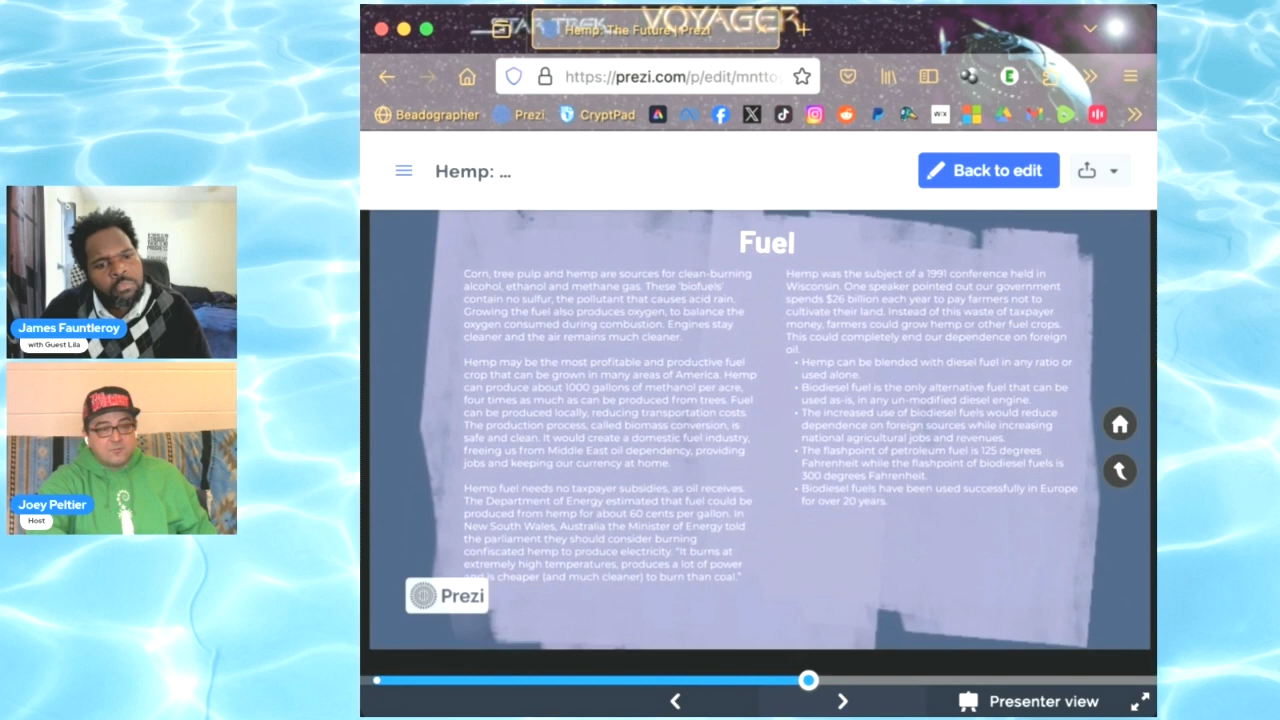 STAR TREK
VOYAGER
Hemp: The Future | Prezi
https://prezi.com/p/edit/mntto
Beadographer
Prezi
CryptPad
WIX
Hemp: ...
Back to edit
Fuel
Corn, tree pulp and hemp are sources for clean-burning
alcohol, ethanol and methane gas. These 'biofuels'
contain no sulfur, the pollutant that causes acid rain.
Growing the fuel also produces oxygen, to balance the
oxygen consumed during combustion. Engines stay
cleaner and the air remains much cleaner.
Hemp may be the most profitable and productive fuel
crop that can be grown in many areas of America. Hemp
can produce about 1000 gallons of methanol per acre,
four times as much as can be produced from trees. Fuel
can be produced locally, reducing transportation costs.
The production process, called biomass conversion, is
safe and clean. It would create a domestic fuel industry,
freeing us from Middle East oil dependency, providing
jobs and keeping our currency at home.
Hemp fuel needs no taxpayer subsidies, as oil receives.
The Department of Energy estimated that fuel could be
produced from hemp for about 60 cents per gallon. In
New South Wales, Australia the Minister of Energy told
the parliament they should consider burning
confiscated hemp to produce electricity. "It burns at
extremely high temperatures, produces a lot of power
and is cheaper (and much cleaner) to burn than coal."
Hemp was the subject of a 1991 conference held in
Wisconsin. One speaker pointed out our government
spends $26 billion each year to pay farmers not to
cultivate their land. Instead of this waste of taxpayer
money, farmers could grow hemp or other fuel crops.
This could completely end our dependence on foreign
oil.
• Hemp can be blended with diesel fuel in any ratio or
used alone.
• Biodiesel fuel is the only alternative fuel that can be
used as-is, in any un-modified diesel engine.
• The increased use of biodiesel fuels would reduce
dependence on foreign sources while increasing
national agricultural jobs and revenues.
• The flashpoint of petroleum fuel is 125 degrees
Fahrenheit while the flashpoint of biodiesel fuels is
300 degrees Fahrenheit.
• Biodiesel fuels have been used successfully in Europe
for over 20 years.
Prezi
Presenter view
James Fauntleroy
with Guest Lila
Joey Peltier
Host